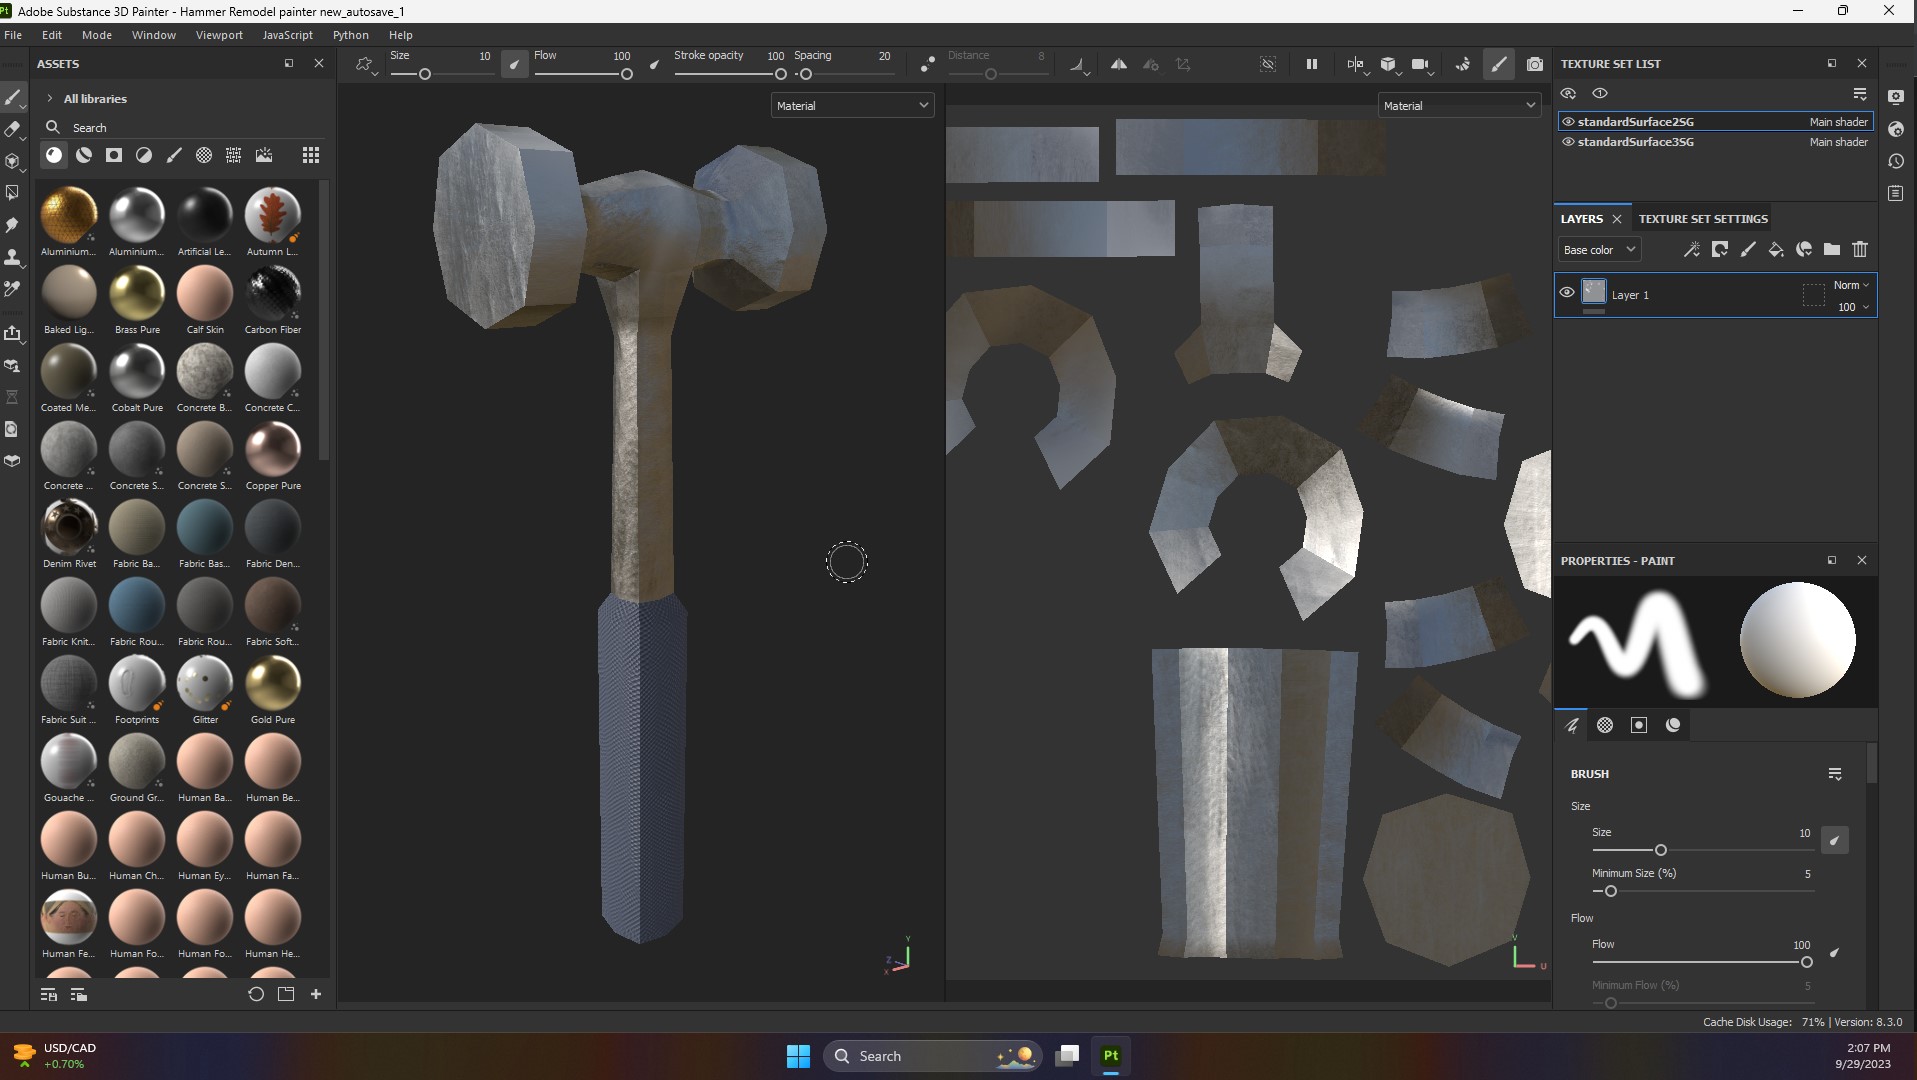 Pt Adobe Substance 3D Painter - Hammer Remodel painter new_autosave_1
File Edit Mode Window Viewport JavaScript Python Help
Size 10 Flow 100 Stroke opacity 100 Spacing 20 Distance 8
ASSETS
All libraries
Search
Material
Material
Aluminium... Aluminium... Artificial Le... Autumn L...
Baked Lig... Brass Pure Calf Skin Carbon Fiber
Coated Me... Cobalt Pure Concrete B... Concrete C...
Concrete ... Concrete S... Concrete S... Copper Pure
Denim Rivet Fabric Ba... Fabric Bas... Fabric Den...
Fabric Knit... Fabric Rou... Fabric Rou... Fabric Soft...
Fabric Suit ... Footprints Glitter Gold Pure
Gouache ... Ground Gr... Human Ba... Human Be...
Human Bu... Human Ch... Human Ey... Human Fa...
Human Fe... Human Fo... Human Fo... Human He...
Y
Z
X
V
U
TEXTURE SET LIST
standardSurface2SG Main shader
standardSurface3SG Main shader
LAYERS TEXTURE SET SETTINGS
Base color
Layer 1
Norm
100
PROPERTIES - PAINT
BRUSH
Size
Size 10
Minimum Size (%) 5
Flow
Flow 100
Minimum Flow (%) 5
Cache Disk Usage: 71% | Version: 8.3.0
USD/CAD
+0.70%
Search
Pt
2:07 PM
9/29/2023